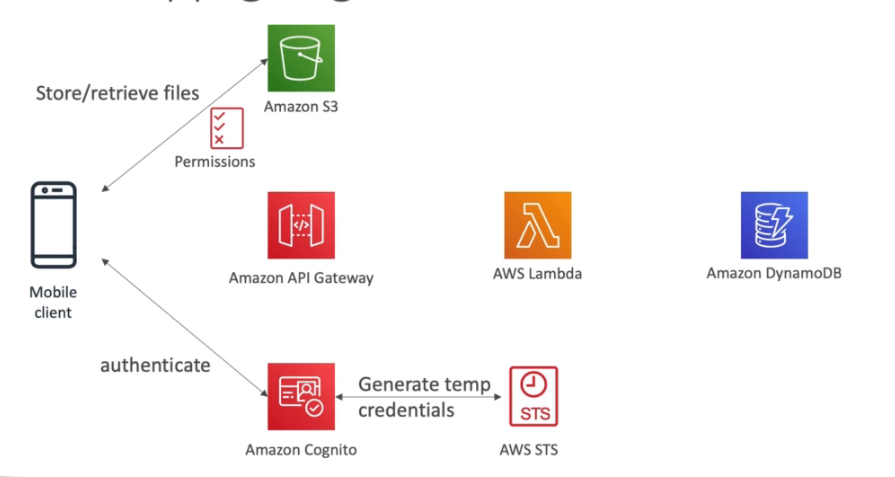 Store/retrieve files
Amazon S3
Permissions
Mobile
client
Amazon API Gateway
AWS Lambda
Amazon DynamoDB
authenticate
Generate temp
credentials
STS
Amazon Cognito
AWS STS